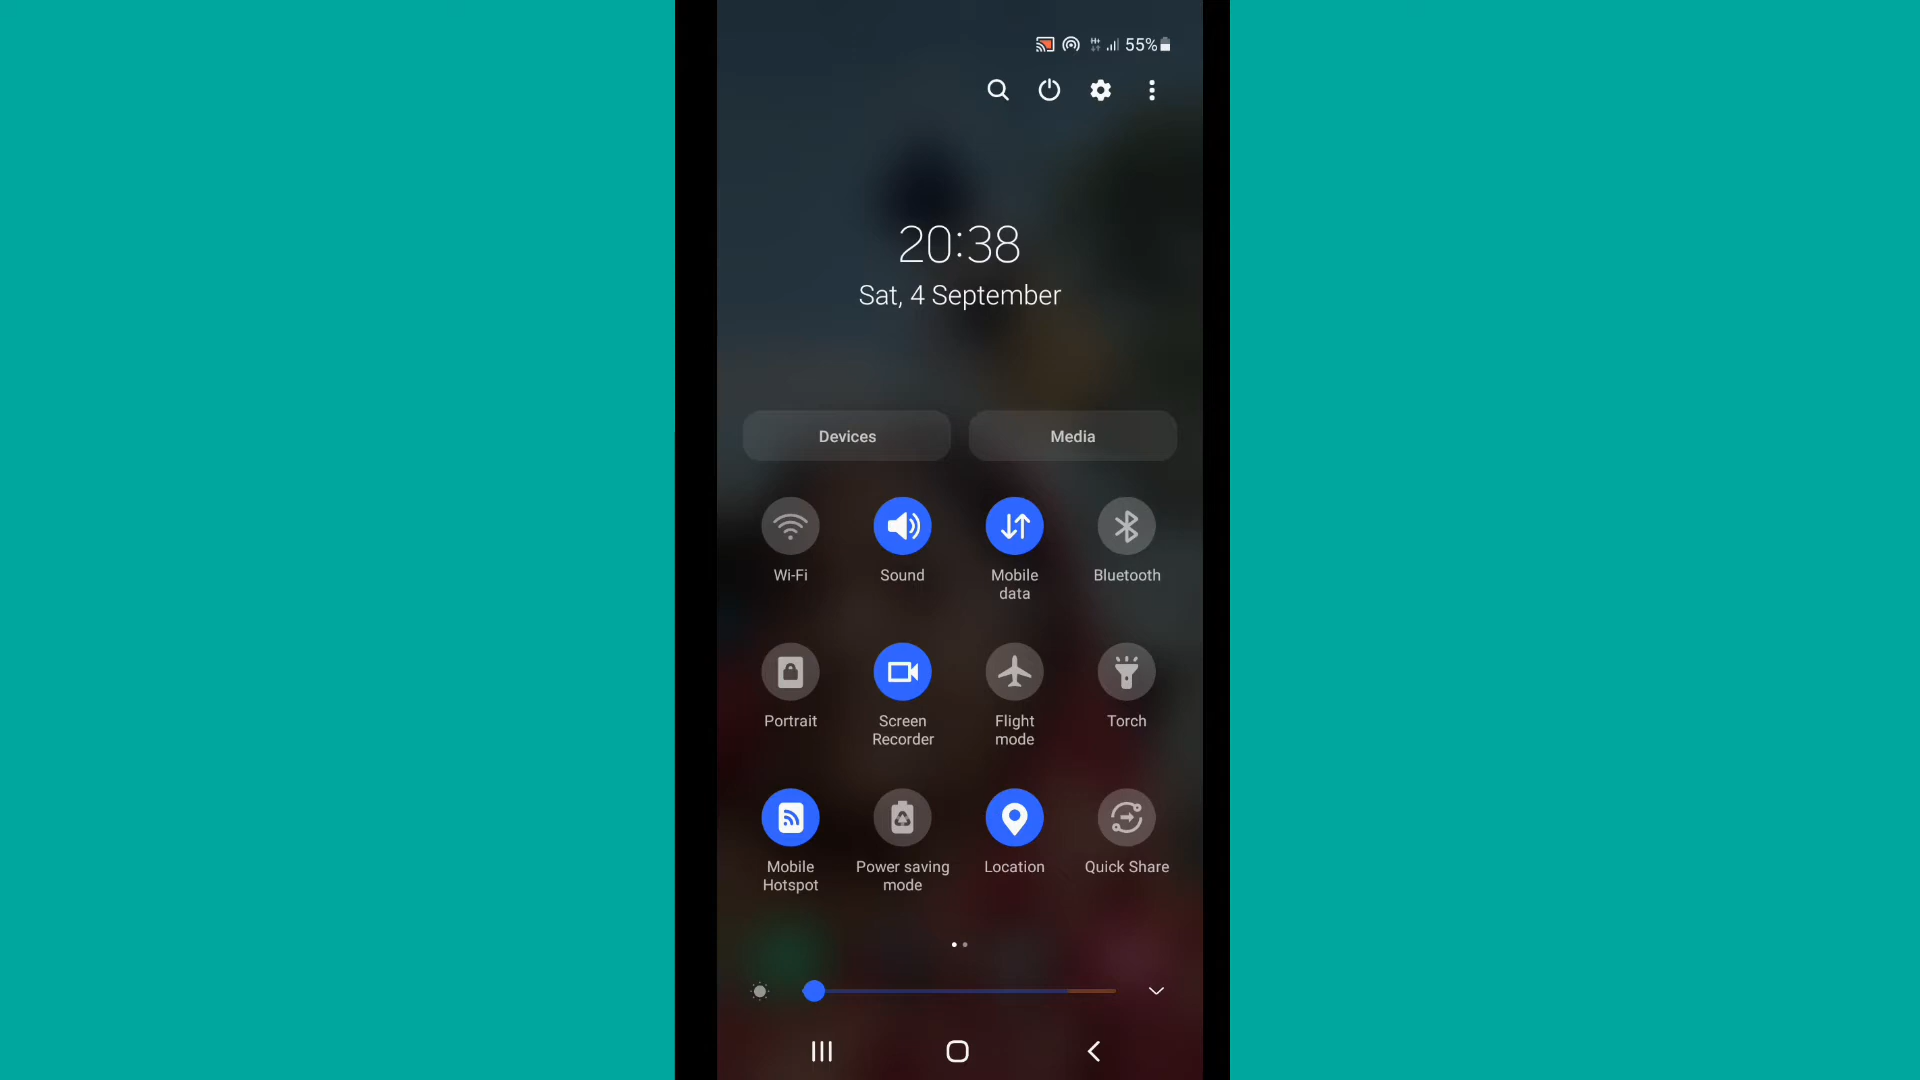 55%
20:38
Sat, 4 September
Devices
Media
Wi-Fi
Sound
Mobile
data
Bluetooth
Portrait
Screen
Recorder
Flight
mode
Torch
Mobile
Hotspot
Power saving
mode
Location
Quick Share